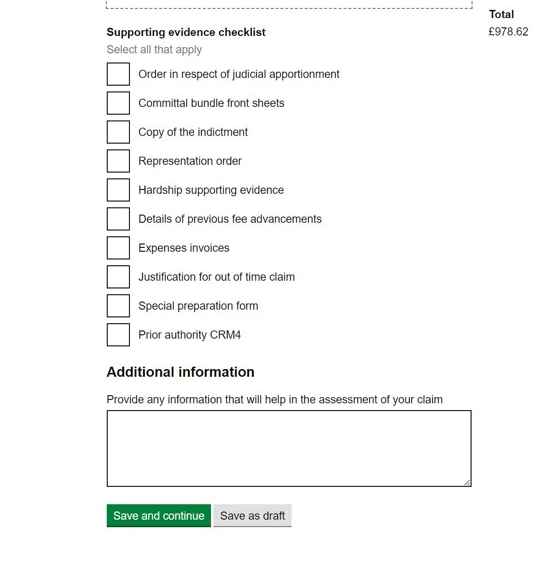 Total
£978.62
Supporting evidence checklist
Select all that apply
Order in respect of judicial apportionment
Committal bundle front sheets
Copy of the indictment
Representation order
Hardship supporting evidence
Details of previous fee advancements
Expenses invoices
Justification for out of time claim
Special preparation form
Prior authority CRM4
Additional information
Provide any information that will help in the assessment of your claim
Save and continue
Save as draft